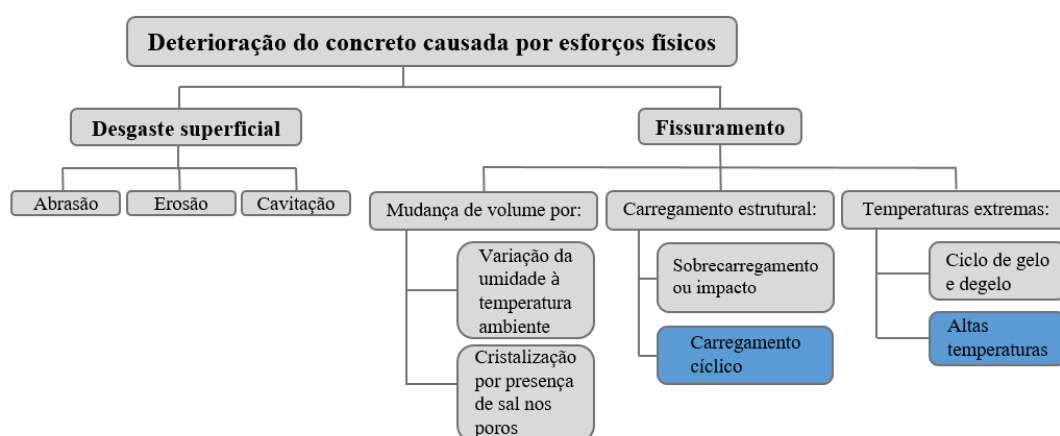 Deterioração do concreto causada por esforços físicos
Desgaste superficial
Fissuramento
Abrasão
Erosão
Cavitação
Mudança de volume por:
Variação da
umidade à
temperatura
ambiente
Cristalização
por presença
de sal nos
poros
Carregamento estrutural:
Sobrecarregamento
ou impacto
Carregamento
cíclico
Temperaturas extremas:
Ciclo de gelo
e degelo
Altas
temperaturas